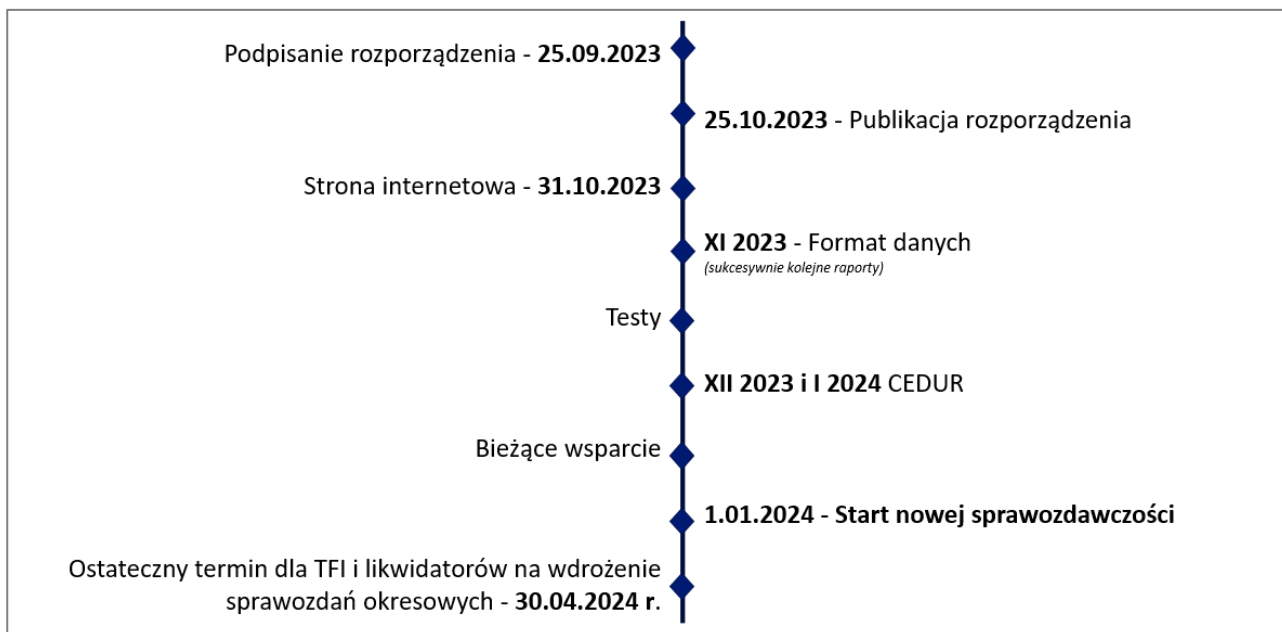 Podpisanie rozporządzenia - 25.09.2023
25.10.2023 - Publikacja rozporządzenia
Strona internetowa - 31.10.2023
XI 2023 - Format danych
(sukcesywnie kolejne raporty)
Testy
XII 2023 i I 2024 CEDUR
Bieżące wsparcie
1.01.2024 - Start nowej sprawozdawczości
Ostateczny termin dla TFI i likwidatorów na wdrożenie
sprawozdań okresowych - 30.04.2024 r.